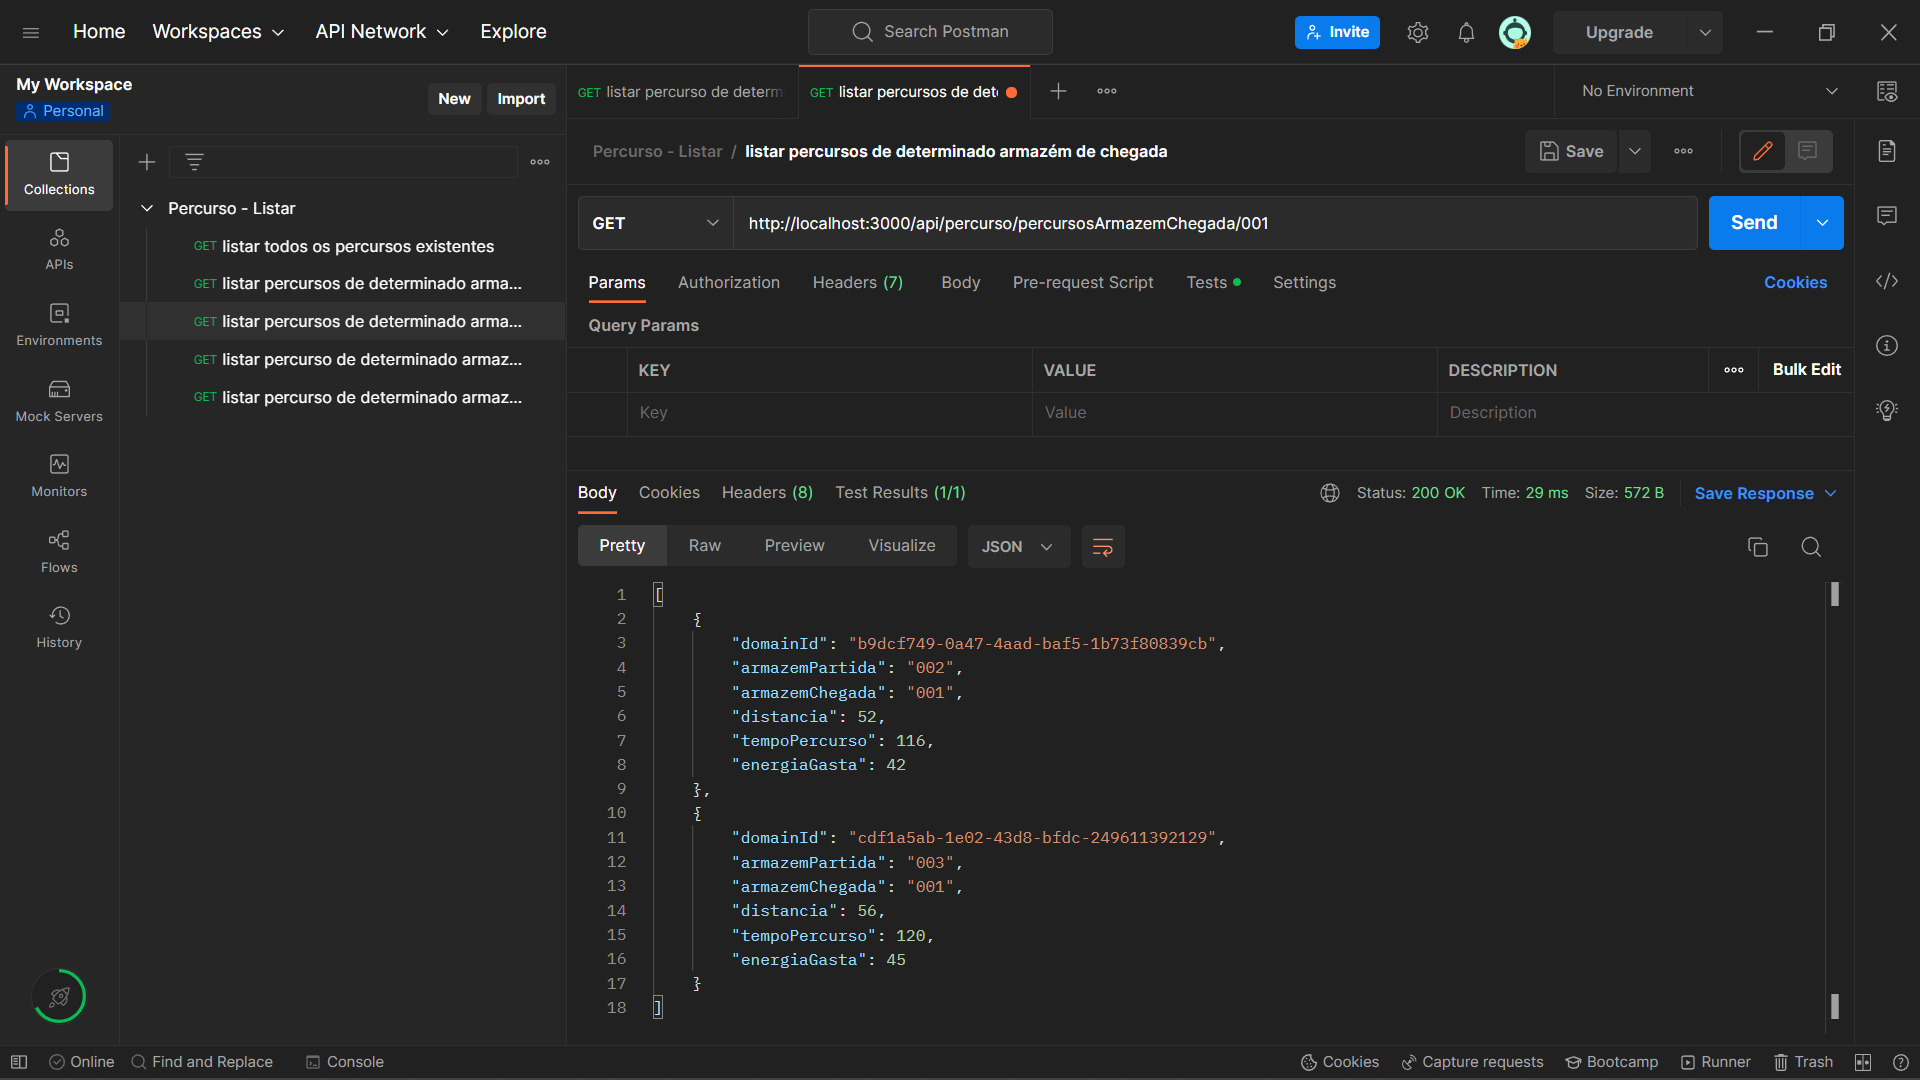 Home Workspaces API Network Explore Search Postman Invite Upgrade
My Workspace
Personal
New Import
GET listar percurso de determ GET listar percursos de det No Environment
Percurso - Listar / listar percursos de determinado armazém de chegada Save
Collections
APIs
Environments
Mock Servers
Monitors
Flows
History
Percurso - Listar
GET listar todos os percursos existentes
GET listar percursos de determinado arma...
GET listar percursos de determinado arma...
GET listar percurso de determinado armaz...
GET listar percurso de determinado armaz...
GET http://localhost:3000/api/percurso/percursosArmazemChegada/001 Send
Params Authorization Headers (7) Body Pre-request Script Tests Settings Cookies
Query Params
KEY VALUE DESCRIPTION Bulk Edit
Key Value Description
Body Cookies Headers (8) Test Results (1/1) Status: 200 OK Time: 29 ms Size: 572 B Save Response
Pretty Raw Preview Visualize JSON
1 [
2 {
3 "domainId": "b9dcf749-0a47-4aad-baf5-1b73f80839cb",
4 "armazemPartida": "002",
5 "armazemChegada": "001",
6 "distancia": 52,
7 "tempoPercurso": 116,
8 "energiaGasta": 42
9 },
10 {
11 "domainId": "cdf1a5ab-1e02-43d8-bfdc-249611392129",
12 "armazemPartida": "003",
13 "armazemChegada": "001",
14 "distancia": 56,
15 "tempoPercurso": 120,
16 "energiaGasta": 45
17 }
18 ]
Online Find and Replace Console Cookies Capture requests Bootcamp Runner Trash